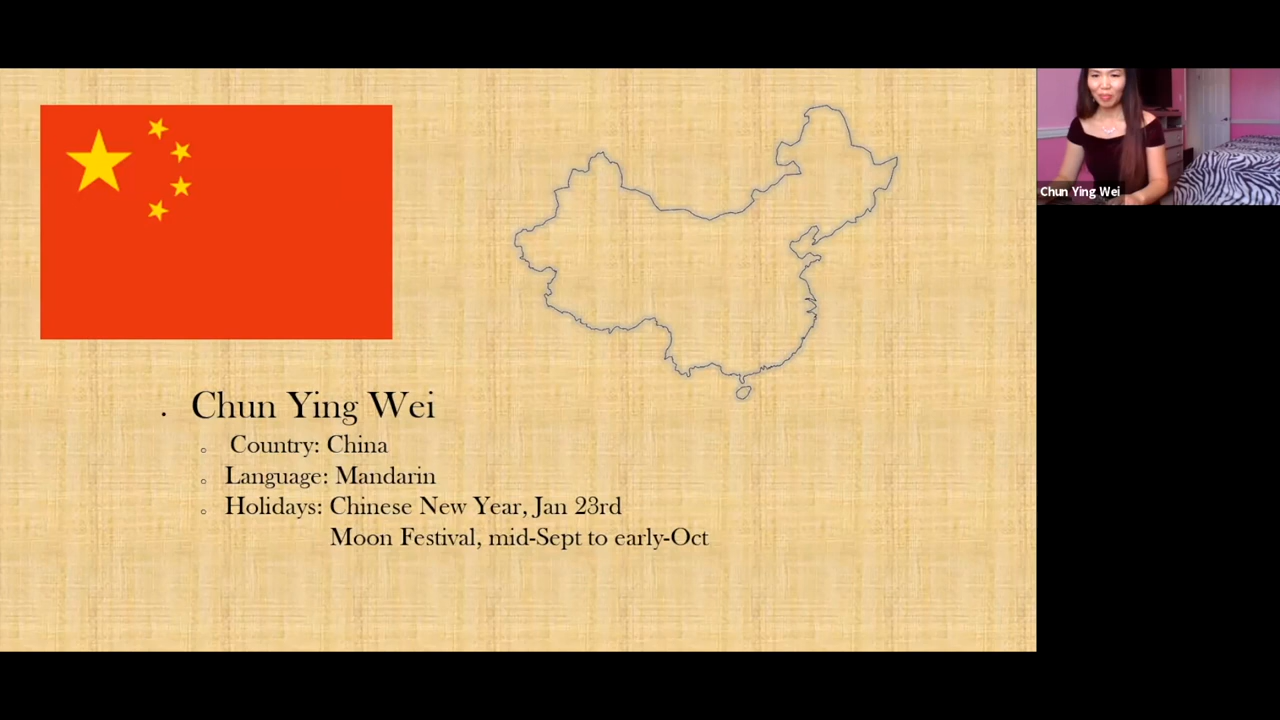 Chun Ying Wei
Country: China
Language: Mandarin
Holidays: Chinese New Year, Jan 23rd
Moon Festival, mid-Sept to early-Oct
Chun Ying Wei